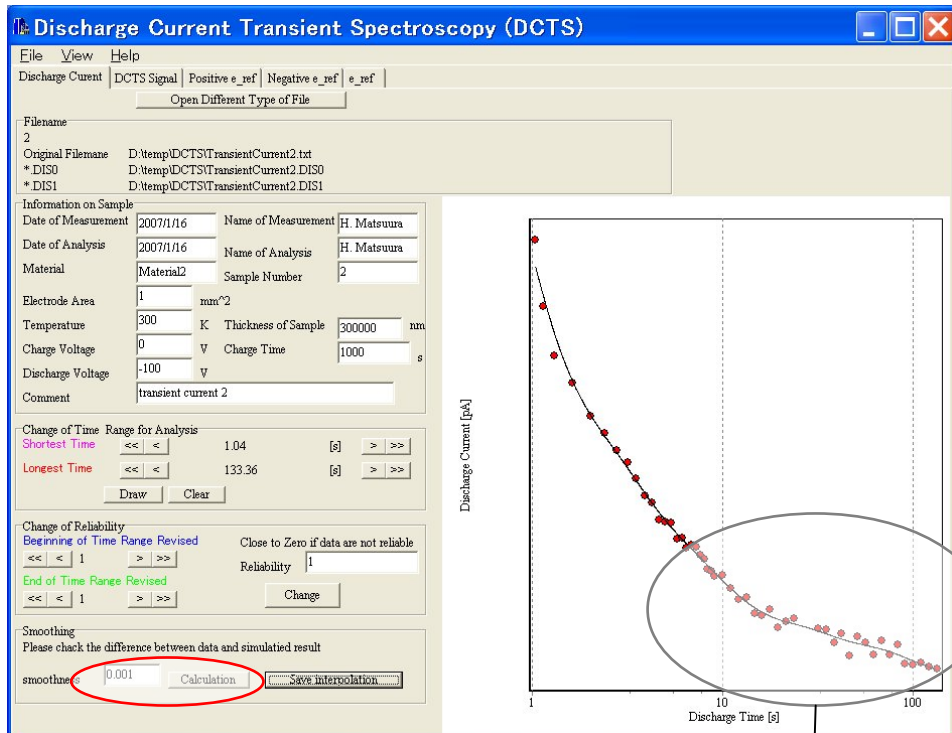 Discharge Current Transient Spectroscopy (DCTS)
File View Help
Discharge Curent DCTS Signal Positive e_ref Negative e_ref e_ref
Open Different Type of File
Filename
2
Original Filemane D:\temp\DCTS\TransientCurrent2.txt
*.DIS0 D:\temp\DCTS\TransientCurrent2.DIS0
*.DIS1 D:\temp\DCTS\TransientCurrent2.DIS1
Information on Sample
Date of Measurement 2007/1/16 Name of Measurement H. Matsuura
Date of Analysis 2007/1/16 Name of Analysis H. Matsuura
Material Material2 Sample Number 2
Electrode Area 1 mm^2
Temperature 300 K Thickness of Sample 300000 nm
Charge Voltage 0 V Charge Time 1000 s
Discharge Voltage -100 V
Comment transient current 2
Change of Time Range for Analysis
Shortest Time << < 1.04 [s] > >>
Longest Time << < 133.36 [s] > >>
Draw Clear
Change of Reliability
Beginning of Time Range Revised Close to Zero if data are not reliable
<< < 1 > >> Reliability 1
End of Time Range Revised
<< < 1 > >> Change
Smoothing
Please chack the difference between data and simulatied result
smoothness 0.001 Calculation Save interpolation
Discharge Current [pA]
1 10 100
Discharge Time [s]